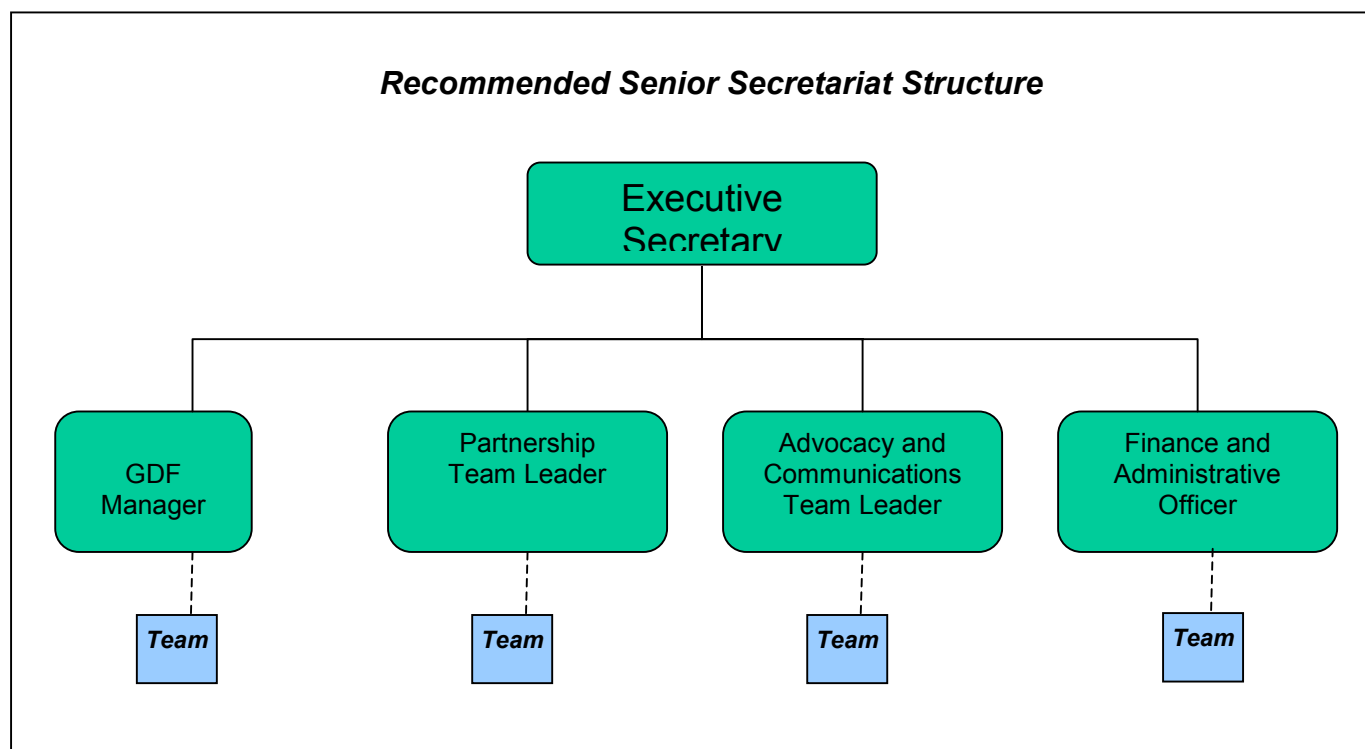 Recommended Senior Secretariat Structure
Executive
Secretary
GDF
Manager
Partnership
Team Leader
Advocacy and
Communications
Team Leader
Finance and
Administrative
Officer
Team
Team
Team
Team